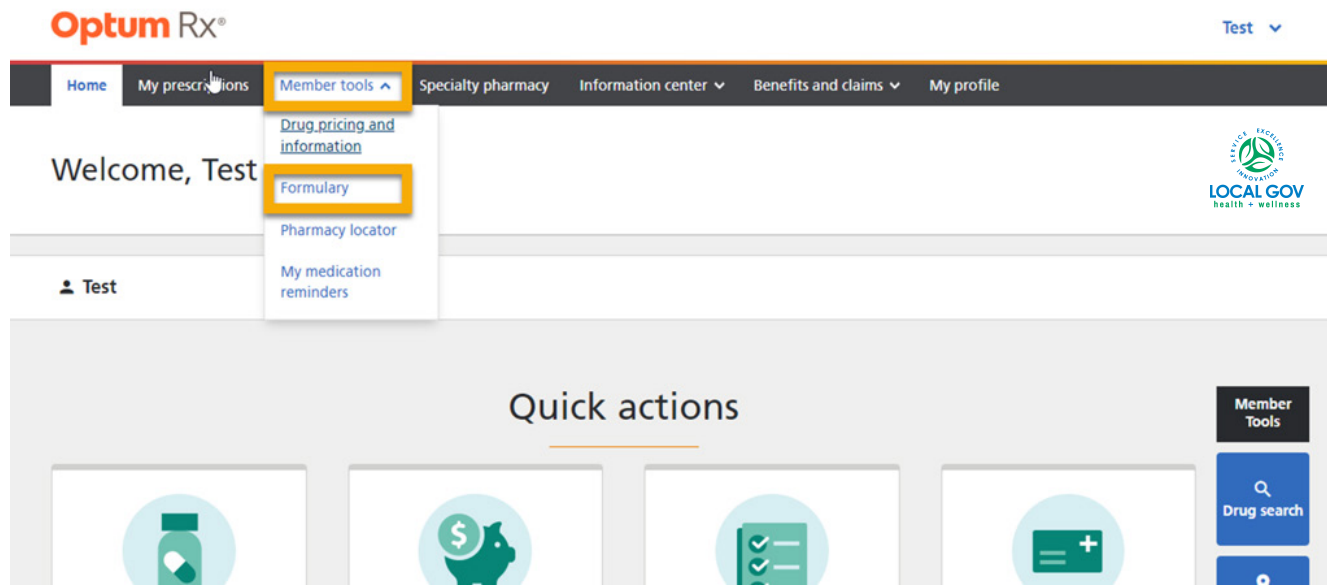 Optum Rx®
Test
Home My prescriptions Member tools Specialty pharmacy Information center Benefits and claims My profile
Drug pricing and
information
Formulary
Pharmacy locator
My medication
reminders
Welcome, Test
SERVICE EXCELLENCE
INNOVATION
LOCAL GOV
health + wellness
Test
Quick actions
Member
Tools
Drug search